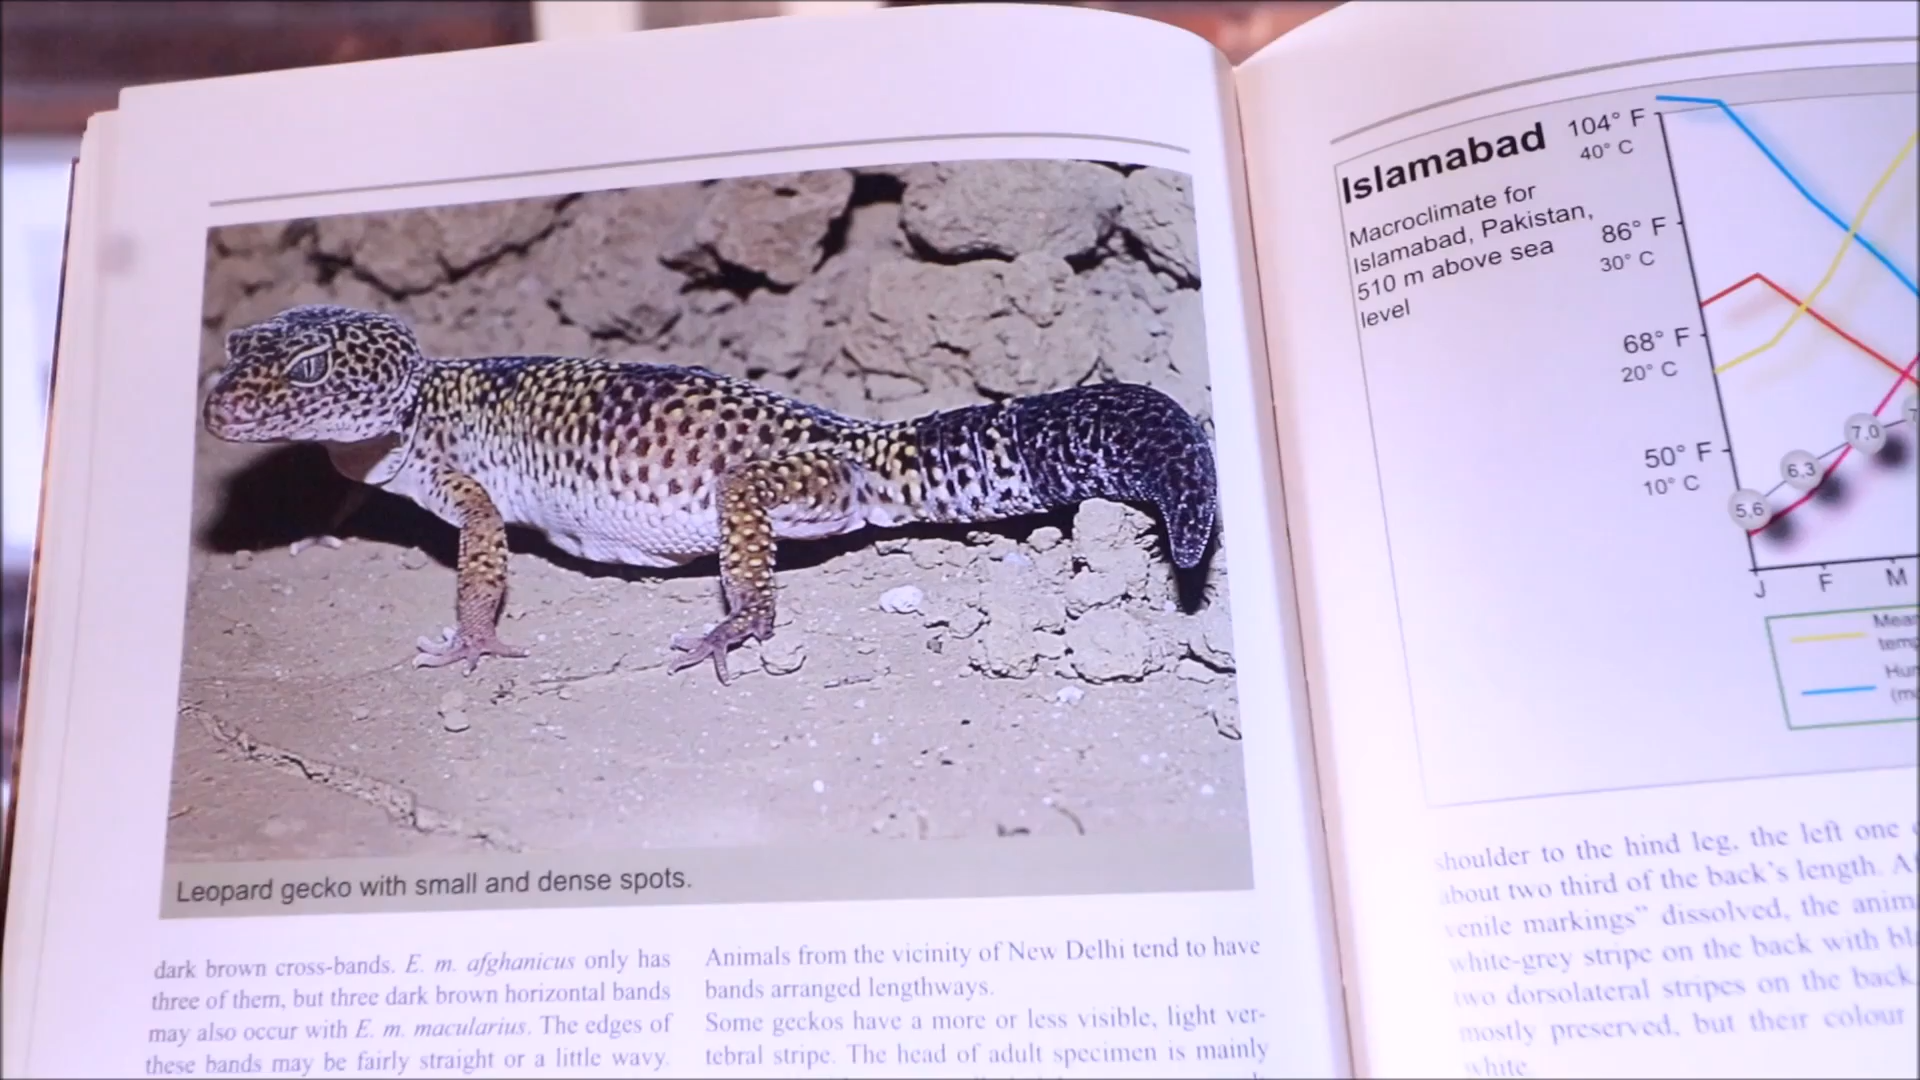 Leopard gecko with small and dense spots.
dark brown cross-bands. E. m. afghanicus only has
three of them, but three dark brown horizontal bands
may also occur with E. m. macularius. The edges of
these bands may be fairly straight or a little wavy.
Animals from the vicinity of New Delhi tend to have
bands arranged lengthways.
Some geckos have a more or less visible, light ver-
tebral stripe. The head of adult specimen is mainly
Islamabad
Macroclimate for
Islamabad, Pakistan,
510 m above sea
level
104° F
40° C
86° F
30° C
68° F
20° C
50° F
10° C
5,6
6,3
7,0
J F M
shoulder to the hind leg, the left one
about two third of the back's length.
venile markings" dissolved, the
white-grey stripe on the back with
two dorsolateral stripes on the back
mostly preserved, but their colour
white.